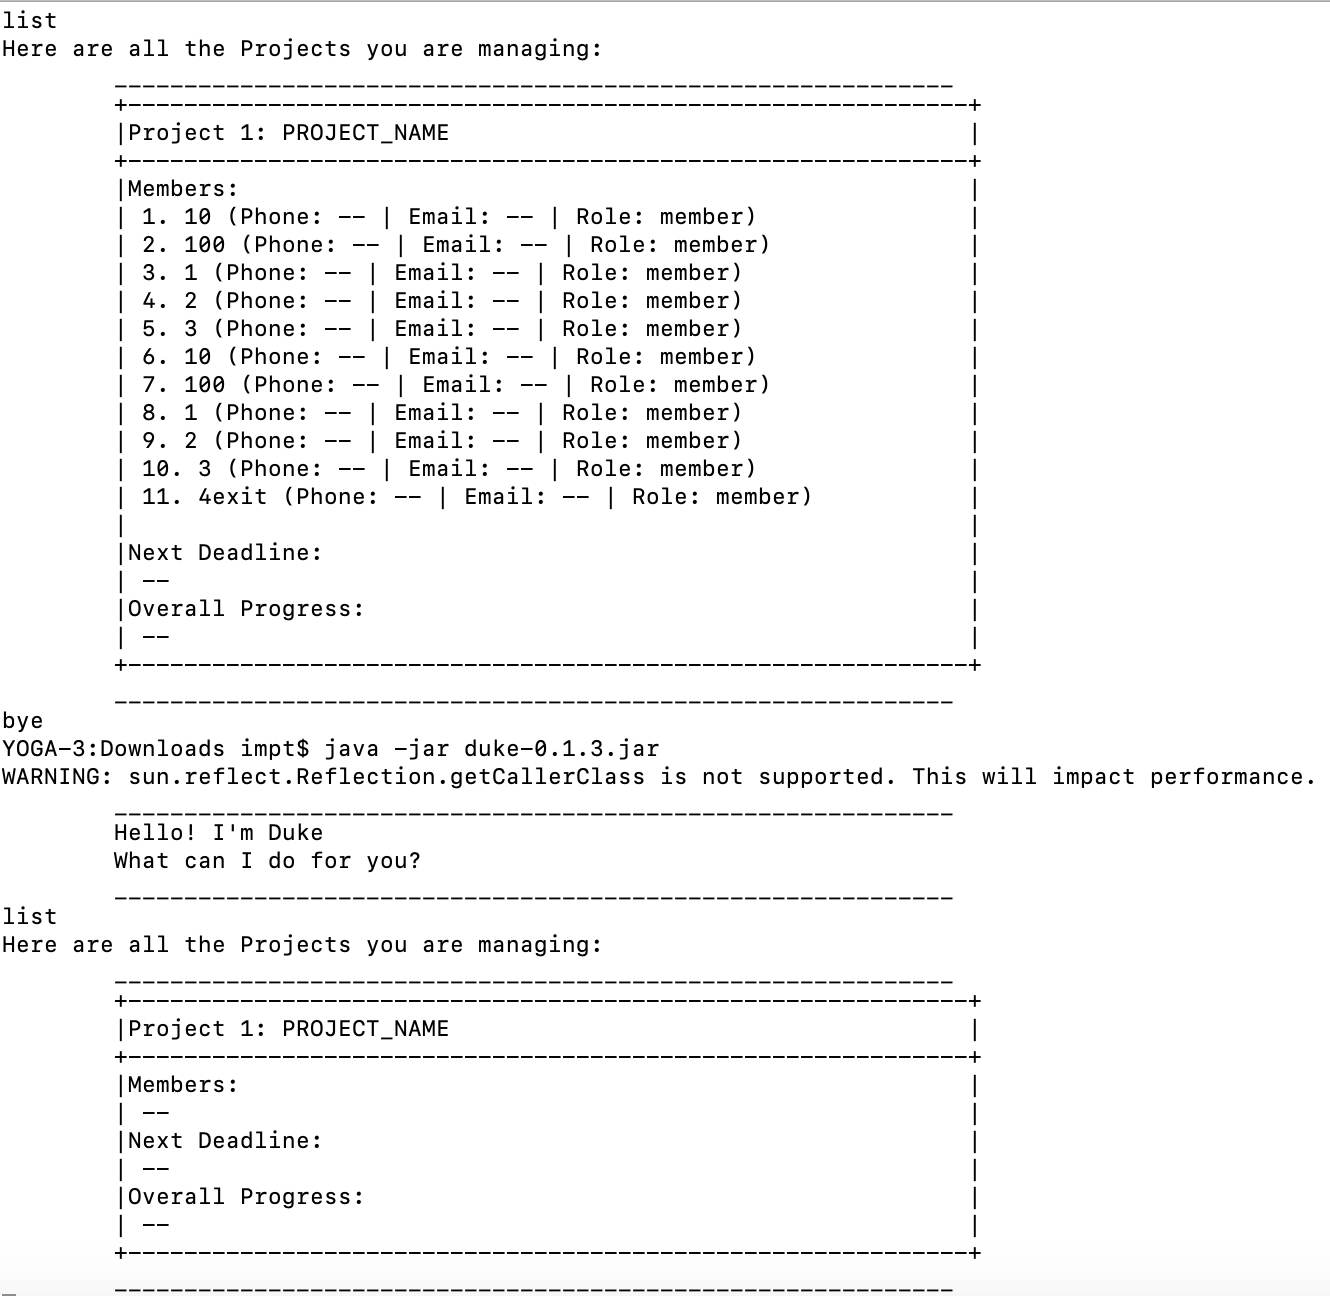 list
Here are all the Projects you are managing:
____________________________________________________________
+------------------------------------------------------------+
|Project 1: PROJECT_NAME                                     |
+------------------------------------------------------------+
|Members:                                                    |
| 1. 10 (Phone: -- | Email: -- | Role: member)               |
| 2. 100 (Phone: -- | Email: -- | Role: member)              |
| 3. 1 (Phone: -- | Email: -- | Role: member)                |
| 4. 2 (Phone: -- | Email: -- | Role: member)                |
| 5. 3 (Phone: -- | Email: -- | Role: member)                |
| 6. 10 (Phone: -- | Email: -- | Role: member)               |
| 7. 100 (Phone: -- | Email: -- | Role: member)              |
| 8. 1 (Phone: -- | Email: -- | Role: member)                |
| 9. 2 (Phone: -- | Email: -- | Role: member)                |
| 10. 3 (Phone: -- | Email: -- | Role: member)               |
| 11. 4exit (Phone: -- | Email: -- | Role: member)           |
|                                                            |
|Next Deadline:                                              |
| --                                                         |
|Overall Progress:                                           |
| --                                                         |
+------------------------------------------------------------+
____________________________________________________________
bye
YOGA-3:Downloads impt$ java -jar duke-0.1.3.jar
WARNING: sun.reflect.Reflection.getCallerClass is not supported. This will impact performance.
____________________________________________________________
Hello! I'm Duke
What can I do for you?
____________________________________________________________
list
Here are all the Projects you are managing:
____________________________________________________________
+------------------------------------------------------------+
|Project 1: PROJECT_NAME                                     |
+------------------------------------------------------------+
|Members:                                                    |
| --                                                         |
|Next Deadline:                                              |
| --                                                         |
|Overall Progress:                                           |
| --                                                         |
+------------------------------------------------------------+
____________________________________________________________